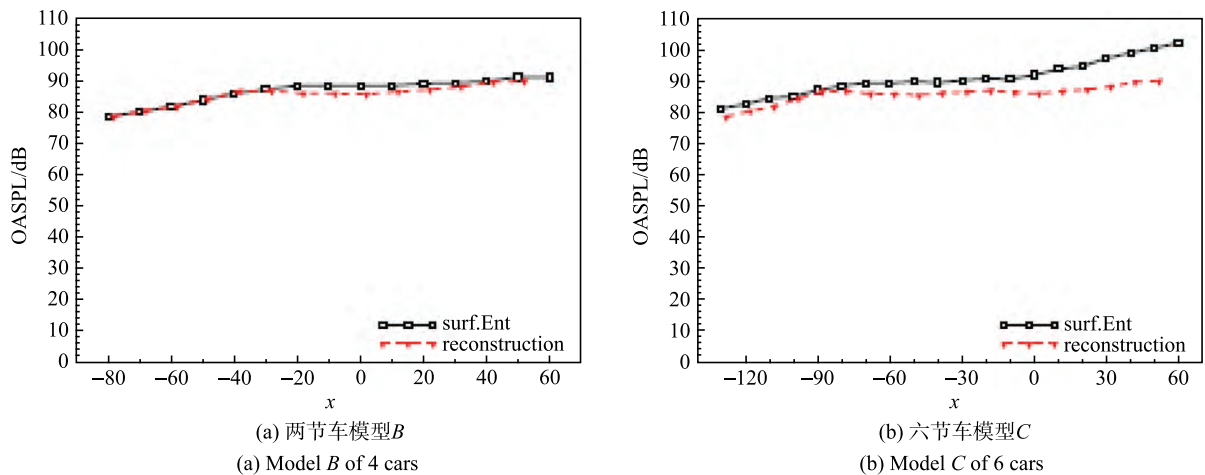 110
100
90
80
70
60
50
40
30
20
10
0
OASPL/dB
surf.Ent
reconstruction
−80 −60 −40 −20 0 20 40 60
x
(a) 两节车模型B
(a) Model B of 4 cars
110
100
90
80
70
60
50
40
30
20
10
0
OASPL/dB
surf.Ent
reconstruction
−120 −90 −60 −30 0 30 60
x
(b) 六节车模型C
(b) Model C of 6 cars